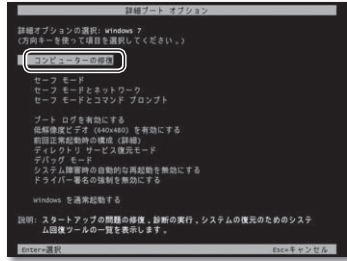 詳細ブート オプション
詳細オプションの選択: Windows 7
(方向キーを使って項目を選択してください。)
コンピューターの修復
セーフ モード
セーフ モードとネットワーク
セーフ モードとコマンド プロンプト
ブート ログを有効にする
低解像度ビデオ (640x480) を有効にする
前回正常起動時の構成 (詳細)
ディレクトリ サービス復元モード
デバッグ モード
システム障害時の自動的な再起動を無効にする
ドライバー署名の強制を無効にする
Windows を通常起動する
説明: スタートアップの問題の修復、診断の実行、システムの復元のためのシステ
ム回復ツールの一覧を表示します。
Enter=選択 Esc=キャンセル